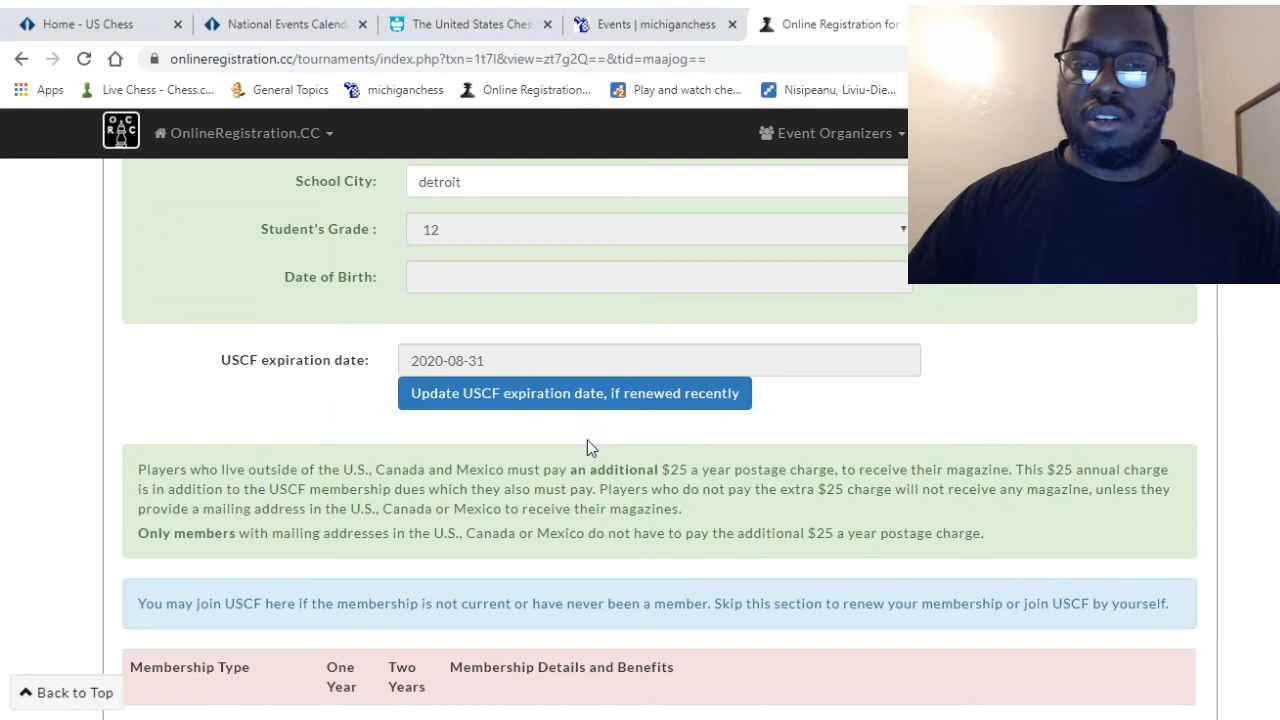 Home - US Chess
National Events Calend
The United States Ches
Events | michiganchess
Online Registration for
onlineregistration.cc/tournaments/index.php?txn=1t7l&view=zt7g2Q==&tid=maajog==
Apps
Live Chess - Chess.c...
General Topics
michiganchess
Online Registration...
Play and watch che...
Nisipeanu, Liviu-Die...
O C
R C
OnlineRegistration.CC
Event Organizers
School City: detroit
Student's Grade : 12
Date of Birth:
USCF expiration date: 2020-08-31
Update USCF expiration date, if renewed recently
Players who live outside of the U.S., Canada and Mexico must pay an additional $25 a year postage charge, to receive their magazine. This $25 annual charge
is in addition to the USCF membership dues which they also must pay. Players who do not pay the extra $25 charge will not receive any magazine, unless they
provide a mailing address in the U.S., Canada or Mexico to receive their magazines.
Only members with mailing addresses in the U.S., Canada or Mexico do not have to pay the additional $25 a year postage charge.
You may join USCF here if the membership is not current or have never been a member. Skip this section to renew your membership or join USCF by yourself.
Membership Type One Two Membership Details and Benefits
Year Years
Back to Top